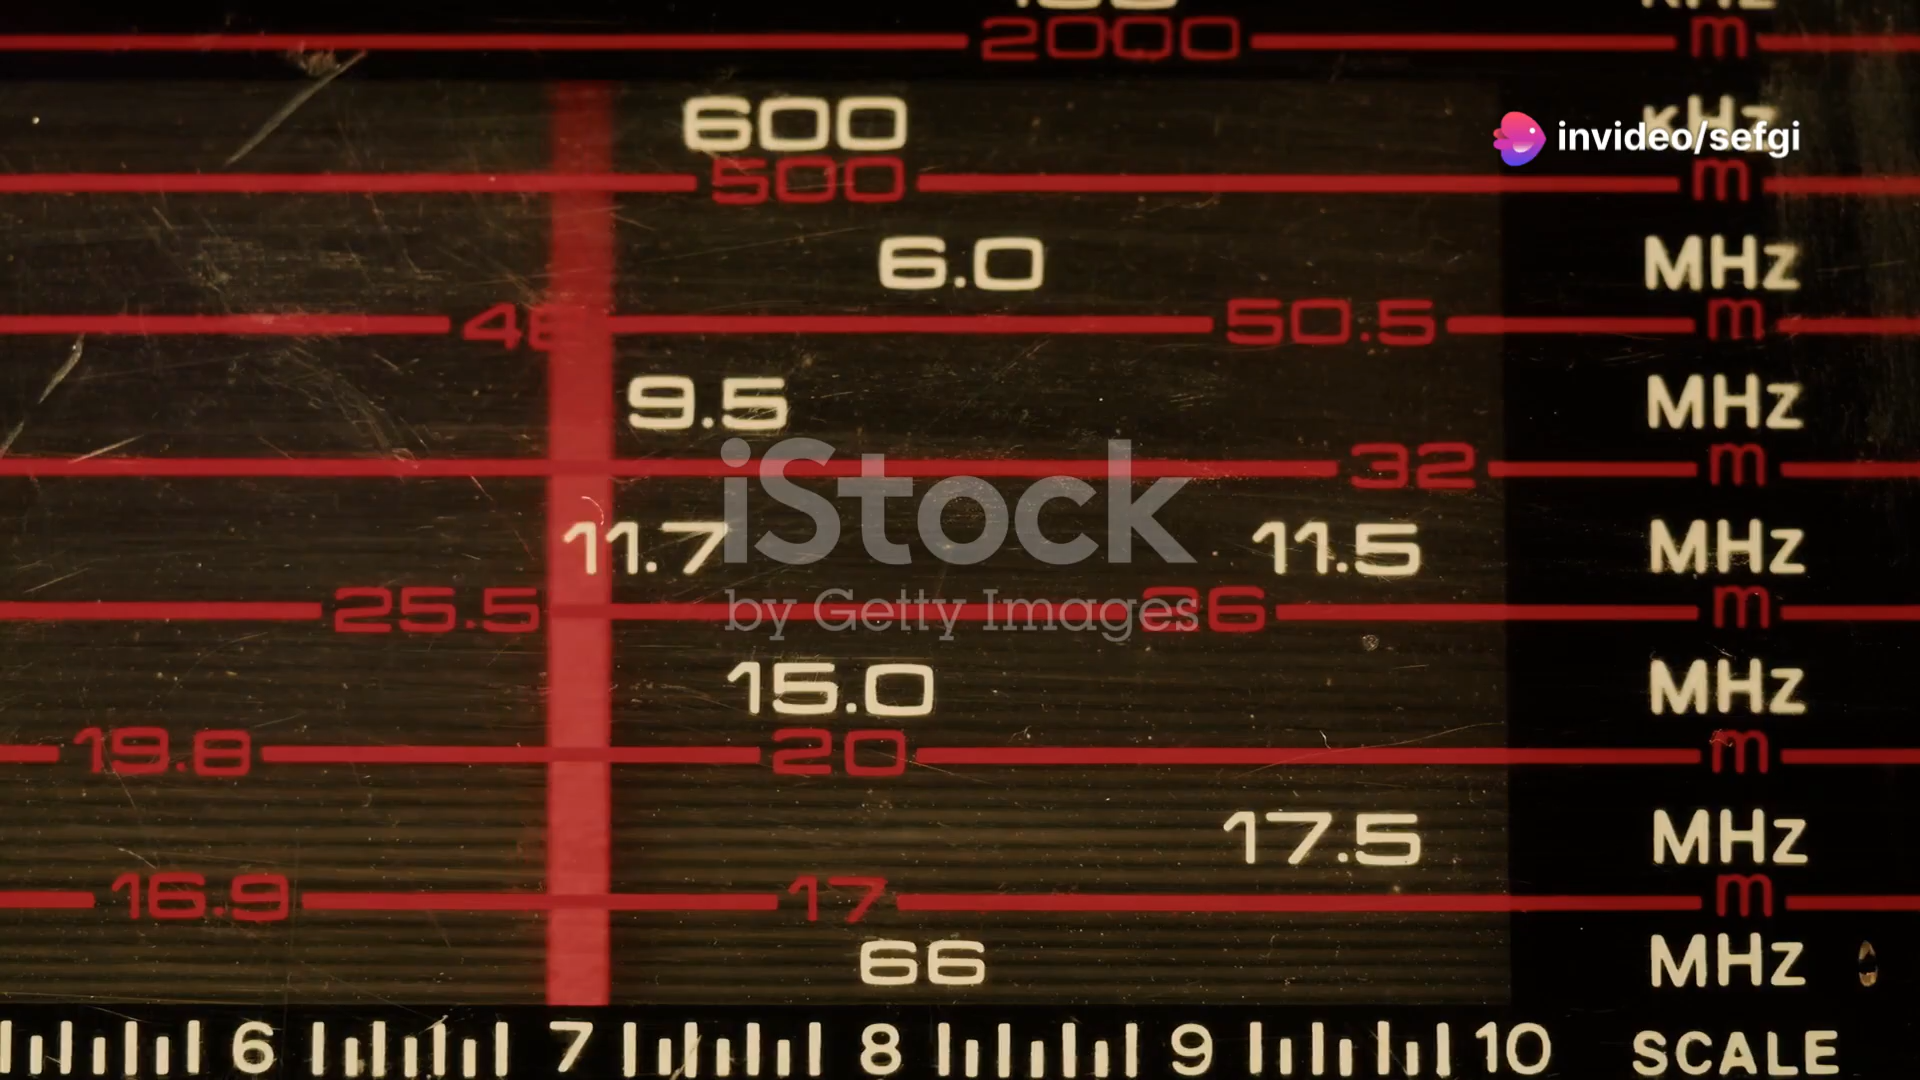 2000 m
600 KHz
invideo/sefgi
500 m
6.0 MHz
50.5 m
9.5 MHz
iStock
32 m
11.7 11.5 MHz
by Getty Images
25.5 26 m
15.0 MHz
19.8 20 m
17.5 MHz
16.9 17 m
66 MHz
6 7 8 9 10 SCALE